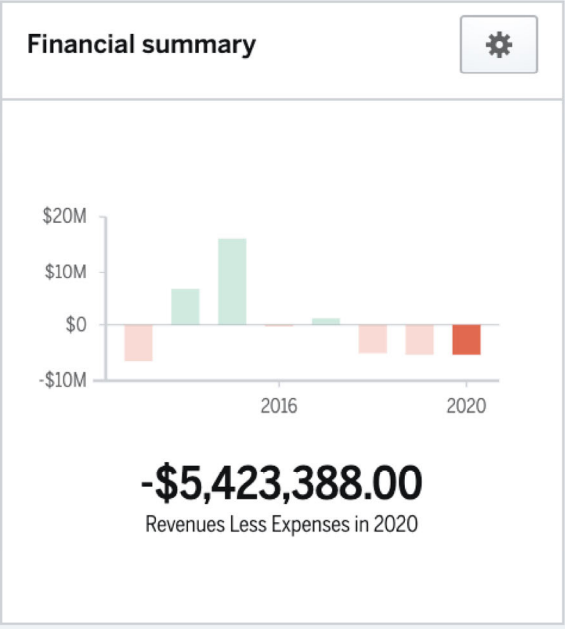 Financial summary
$20M
$10M
$0
-$10M
2016 2020
-$5,423,388.00
Revenues Less Expenses in 2020